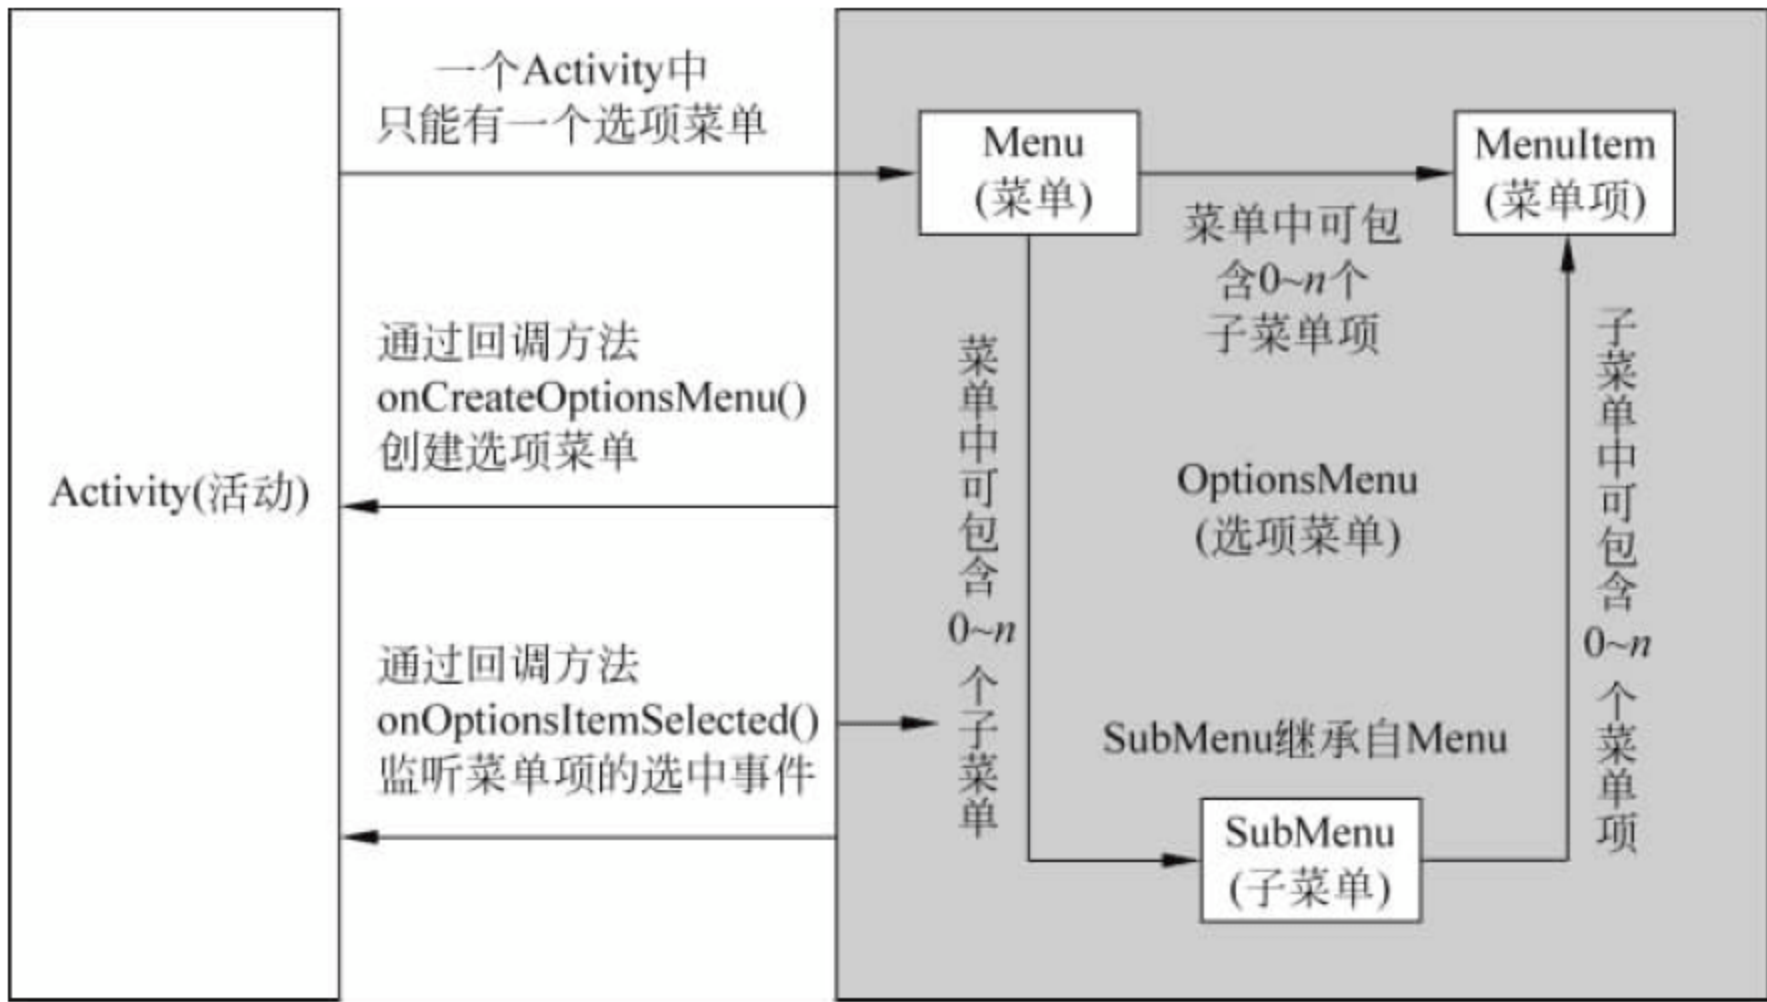 Activity(活动)
一个Activity中
只能有一个选项菜单
通过回调方法
onCreateOptionsMenu()
创建选项菜单
通过回调方法
onOptionsItemSelected()
监听菜单项的选中事件
Menu
(菜单)
MenuItem
(菜单项)
菜单中可包
含0~n个
子菜单项
菜单中可包含0~n个子菜单
OptionsMenu
(选项菜单)
子菜单中可包含0~n个菜单项
SubMenu继承自Menu
SubMenu
(子菜单)